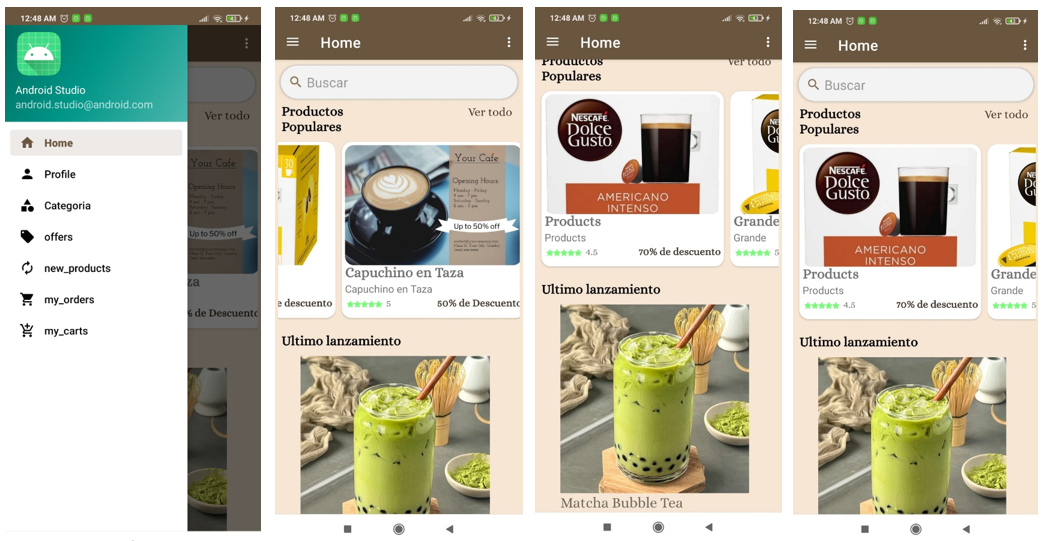 12:48 AM
Android Studio
android.studio@android.com
Home
Profile
Categoria
offers
new_products
my_orders
my_carts
Ver todo
Your Cafe
Opening Hours
Up to 50% off
za
% de Descuento
12:48 AM
Home
Buscar
Productos
Populares
Ver todo
30
Your Cafe
Opening Hours
Monday - Friday
Up to 50% off
Capuchino en Taza
Capuchino en Taza
e descuento
5
50% de Descuento
Ultimo lanzamiento
12:48 AM
Home
Productos
Populares
Ver todo
NESCAFÉ
Dolce
Gusto
AMERICANO
INTENSO
Products
Products
4.5
70% de descuento
Grande
Grande
Ultimo lanzamiento
Matcha Bubble Tea
12:48 AM
Home
Buscar
Productos
Populares
Ver todo
NESCAFÉ
Dolce
Gusto
AMERICANO
INTENSO
Products
Products
4.5
70% de descuento
Grande
Grande
Ultimo lanzamiento